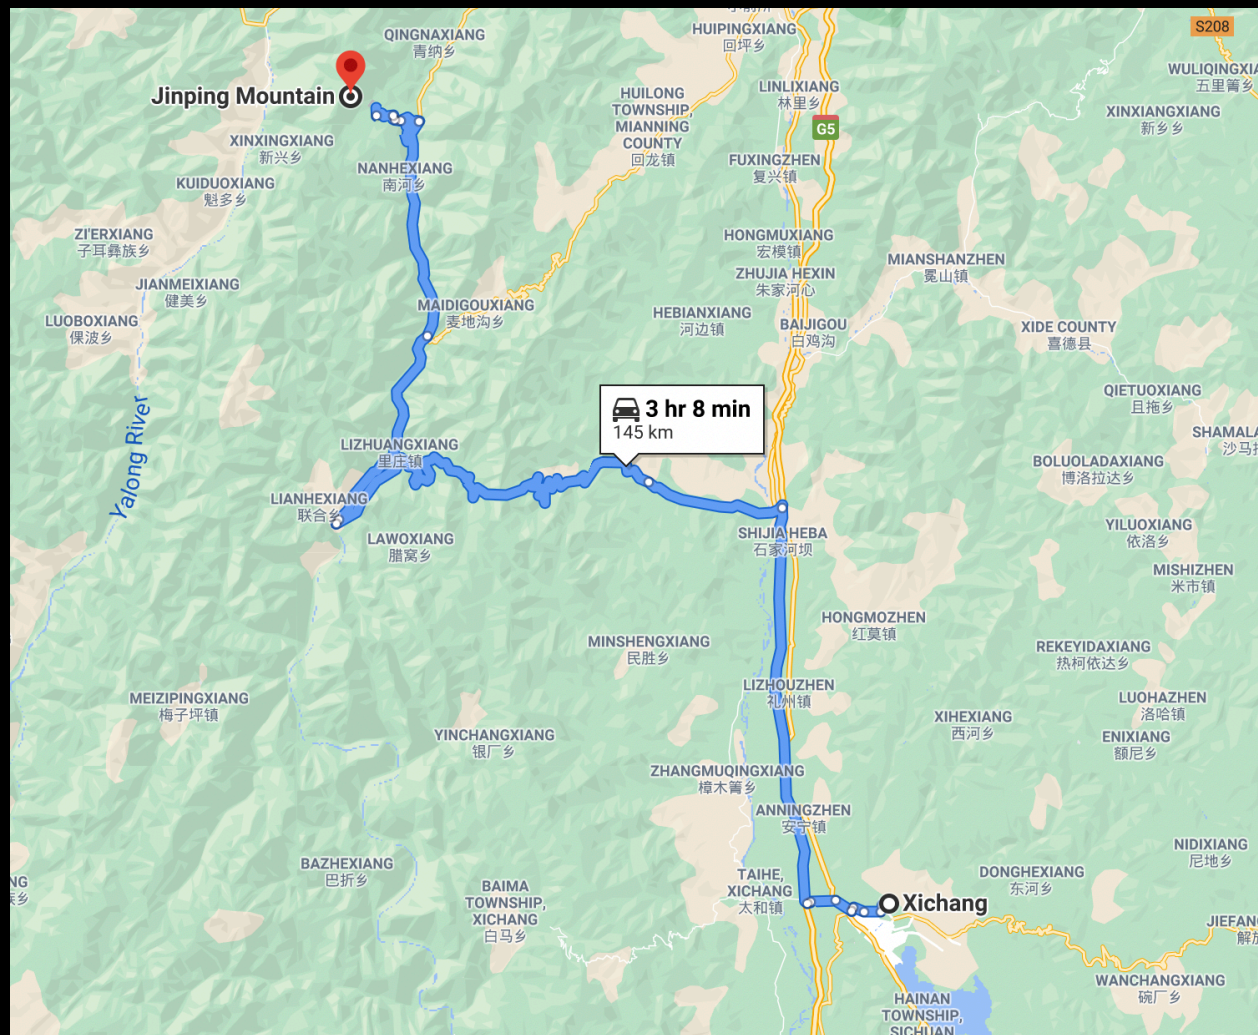 S208
QINGNAXIANG
青纳乡
HUIPINGXIANG
回坪乡
WULIQINGXIA
五里箐乡
Jinping Mountain
HUILONG
TOWNSHIP,
MIANNING
COUNTY
回龙镇
LINLIXIANG
林里乡
G5
XINXIANGXIANG
新乡乡
XINXINGXIANG
新兴乡
NANHEXIANG
南河乡
FUXINGZHEN
复兴镇
KUIDUOXIANG
魁多乡
ZI'ERXIANG
子耳彝族乡
HONGMUXIANG
宏模镇
MIANSHANZHEN
冕山镇
JIANMEIXIANG
健美乡
ZHUJIA HEXIN
朱家河心
MAIDIGOUXIANG
麦地沟乡
LUOBOXIANG
倮波乡
HEBIANXIANG
河边镇
BAIJIGOU
白鸡沟
XIDE COUNTY
喜德县
QIETUOXIANG
且拖乡
3 hr 8 min
145 km
Yalong River
LIZHUANGXIANG
里庄镇
SHAMALA
沙马拉
BOLUOLADAXIANG
博洛拉达乡
LIANHEXIANG
联合乡
LAWOXIANG
腊窝乡
SHIJIA HEBA
石家河坝
YILUOXIANG
依洛乡
MISHIZHEN
米市镇
HONGMOZHEN
红莫镇
MINSHENGXIANG
民胜乡
REKEYIDAXIANG
热柯依达乡
LIZHOUZHEN
礼州镇
MEIZIPINGXIANG
梅子坪镇
LUOHAZHEN
洛哈镇
XIHEXIANG
西河乡
YINCHANGXIANG
银厂乡
ENIXIANG
额尼乡
ZHANGMUQINGXIANG
樟木箐乡
ANNINGZHEN
安宁镇
NIDIXIANG
尼地乡
BAZHEXIANG
巴折乡
DONGHEXIANG
东河乡
NG
族乡
BAIMA
TOWNSHIP,
XICHANG
白马乡
TAIHE,
XICHANG
太和镇
Xichang
JIEFANG
解放
WANCHANGXIANG
碗厂乡
HAINAN
TOWNSHIP,
SICHUAN